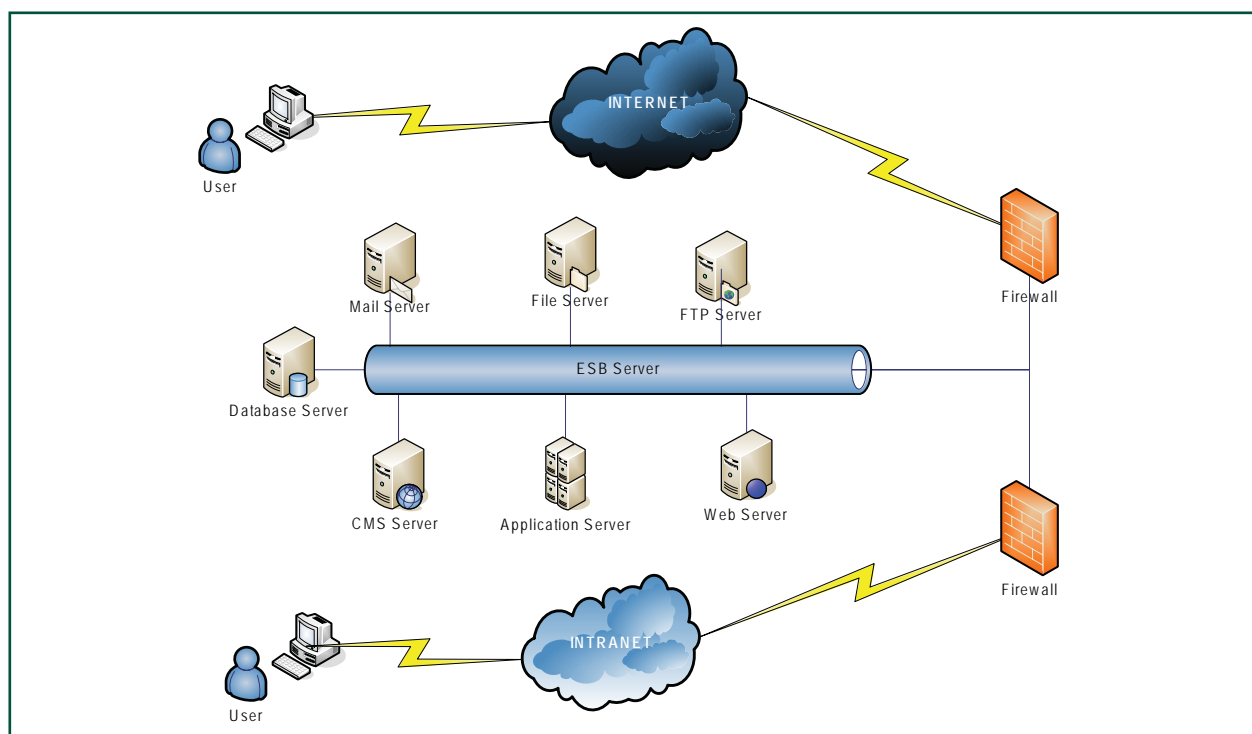 INTERNET
User
Firewall
Mail Server
File Server
FTP Server
ESB Server
Database Server
CMS Server
Application Server
Web Server
Firewall
INTRANET
User